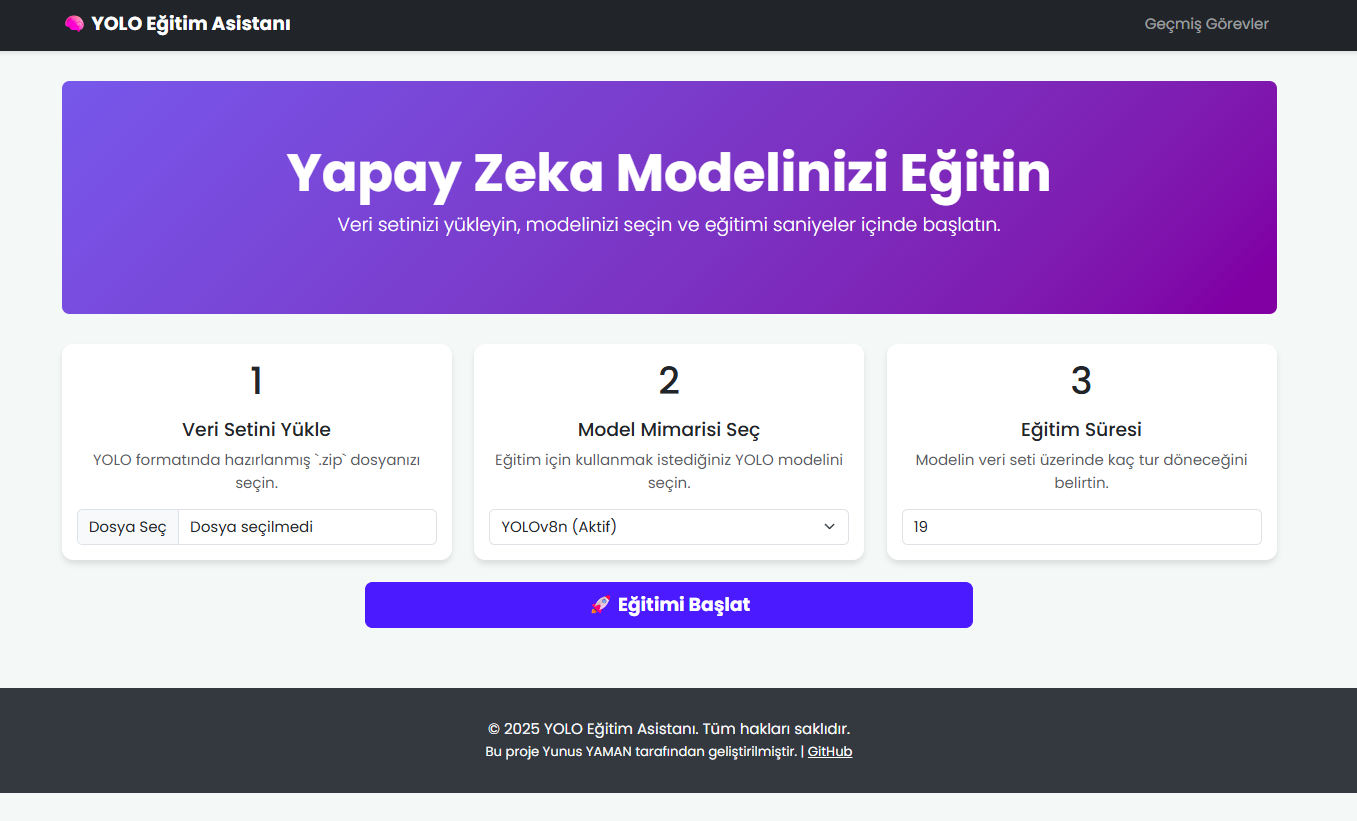 🧠 YOLO Eğitim Asistanı
Geçmiş Görevler
Yapay Zeka Modelinizi Eğitin
Veri setinizi yükleyin, modelinizi seçin ve eğitimi saniyeler içinde başlatın.
1
Veri Setini Yükle
YOLO formatında hazırlanmış `.zip` dosyanızı
seçin.
Dosya Seç Dosya seçilmedi
2
Model Mimarisi Seç
Eğitim için kullanmak istediğiniz YOLO modelini
seçin.
YOLOv8n (Aktif)
3
Eğitim Süresi
Modelin veri seti üzerinde kaç tur döneceğini
belirtin.
19
🚀 Eğitimi Başlat
© 2025 YOLO Eğitim Asistanı. Tüm hakları saklıdır.
Bu proje Yunus YAMAN tarafından geliştirilmiştir. | GitHub